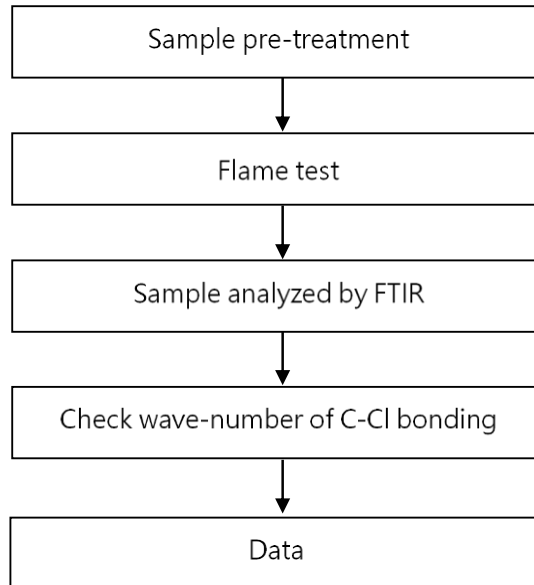 Sample pre-treatment
Flame test
Sample analyzed by FTIR
Check wave-number of C-Cl bonding
Data